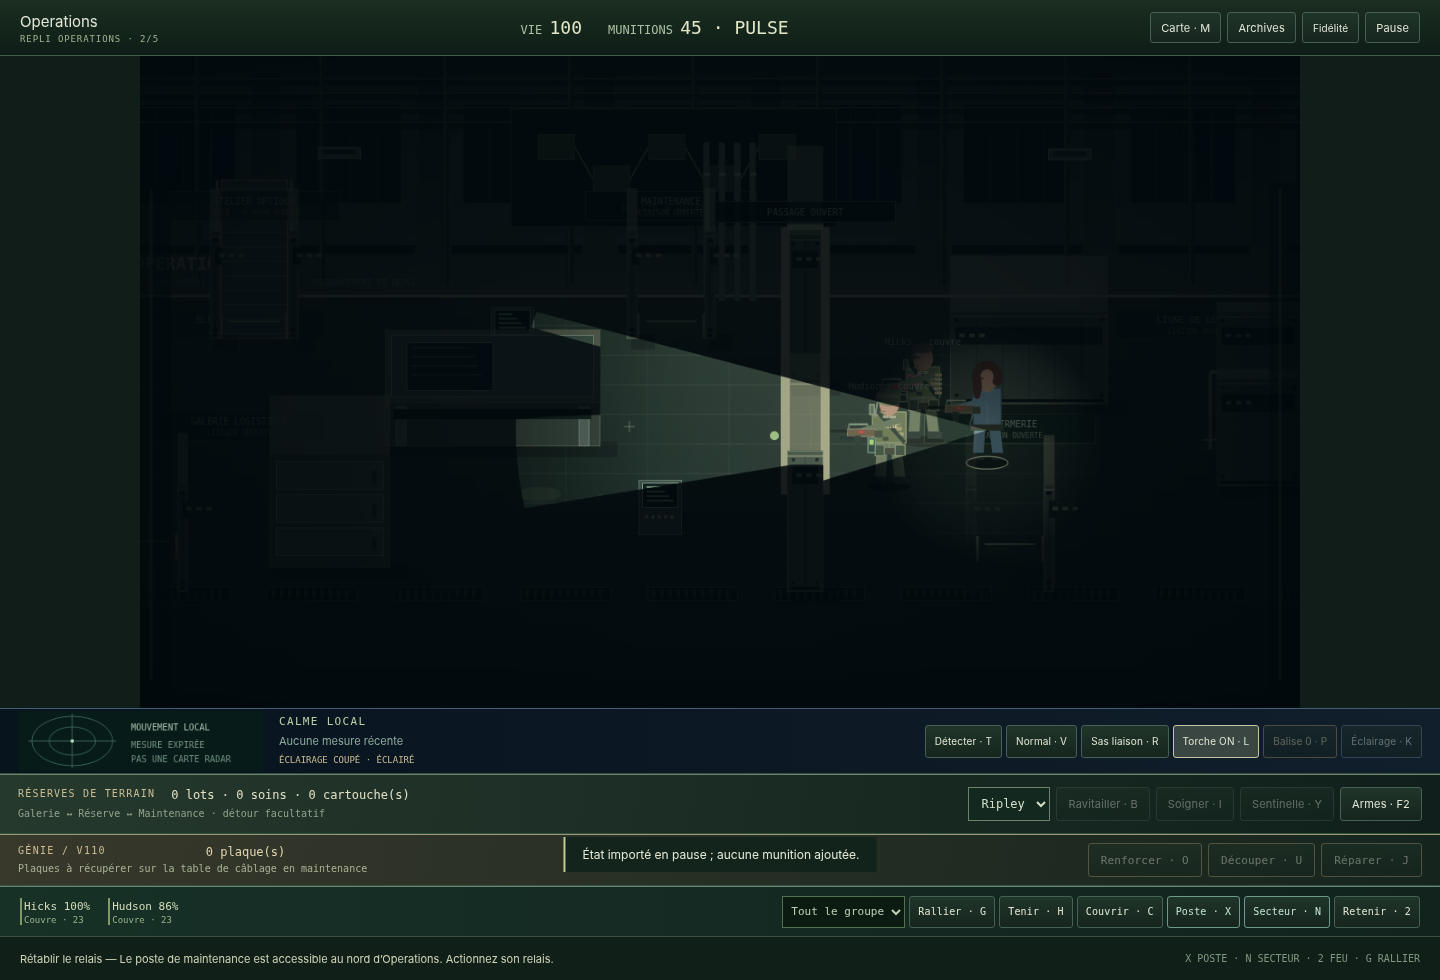 Operations
REPLI OPERATIONS · 2/5
VIE 100 MUNITIONS 45 · PULSE
Carte · M
Archives
Fidélité
Pause
MAINTENANCE
PASSAGE OUVERT
Hicks · couvre
Hudson · couvre
GALERIE LOGISTI
MOUVEMENT LOCAL
MESURE EXPIRÉE
PAS UNE CARTE RADAR
CALME LOCAL
Aucune mesure récente
ÉCLAIRAGE COUPÉ · ÉCLAIRÉ
Détecter · T
Normal · V
Sas liaison · R
Torche ON · L
Balise 0 · P
Éclairage · K
RÉSERVES DE TERRAIN 0 lots · 0 soins · 0 cartouche(s)
Galerie ↔ Réserve ↔ Maintenance · détour facultatif
Ripley
Ravitailler · B
Soigner · I
Sentinelle · Y
Armes · F2
GÉNIE / V110 0 plaque(s)
Plaques à récupérer sur la table de câblage en maintenance
État importé en pause ; aucune munition ajoutée.
Renforcer · O
Découper · U
Réparer · J
Hicks 100%
Couvre · 23
Hudson 86%
Couvre · 23
Tout le groupe
Rallier · G
Tenir · H
Couvrir · C
Poste · X
Secteur · N
Retenir · 2
Rétablir le relais — Le poste de maintenance est accessible au nord d'Operations. Actionnez son relais.
X POSTE · N SECTEUR · 2 FEU · G RALLIER